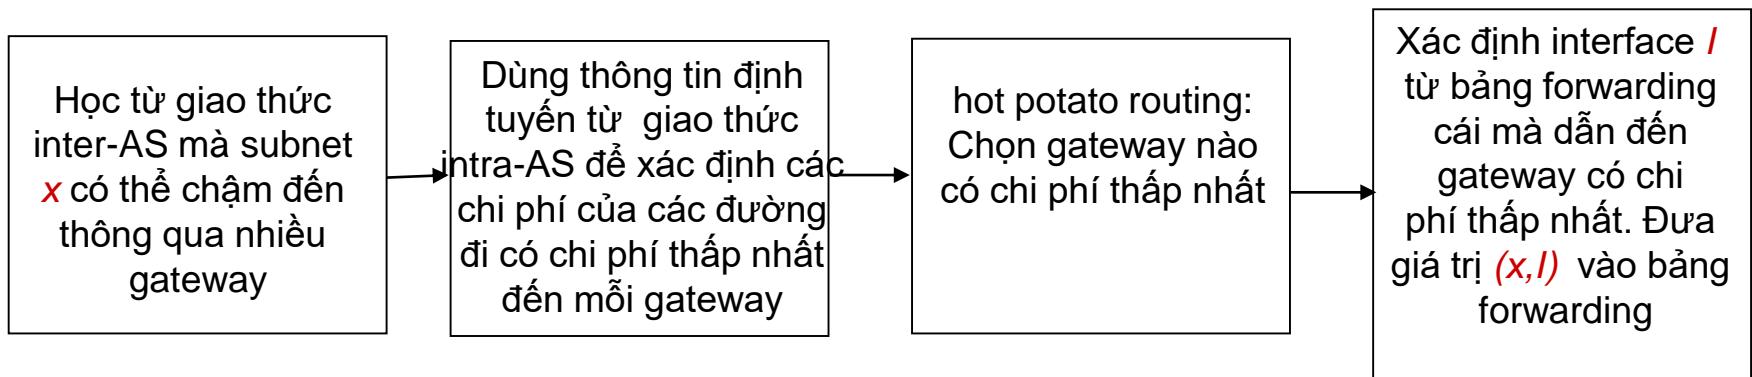 Học từ giao thức
inter-AS mà subnet
x có thể chậm đến
thông qua nhiều
gateway
Dùng thông tin định
tuyến từ giao thức
intra-AS để xác định các
chi phí của các đường
đi có chi phí thấp nhất
đến mỗi gateway
hot potato routing:
Chọn gateway nào
có chi phí thấp nhất
Xác định interface I
từ bảng forwarding
cái mà dẫn đến
gateway có chi
phí thấp nhất. Đưa
giá trị (x,I) vào bảng
forwarding